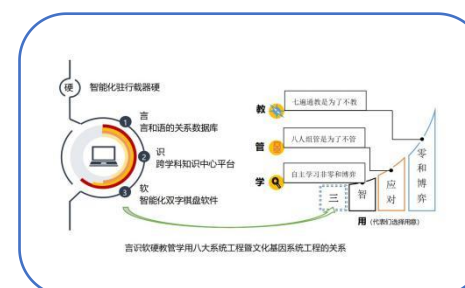 硬
智能化驻行载器硬
1
言
言和语的关系数据库
2
识
跨学科知识中心平台
3
软
智能化双字棋盘软件
教
七遍通教是为了不教
管
八人组管是为了不管
学
自主学习非零和博弈
三
智
应对
零和博弈
用(代表们选择用意)
言识软硬教管学用八大系统工程暨文化基因系统工程的关系